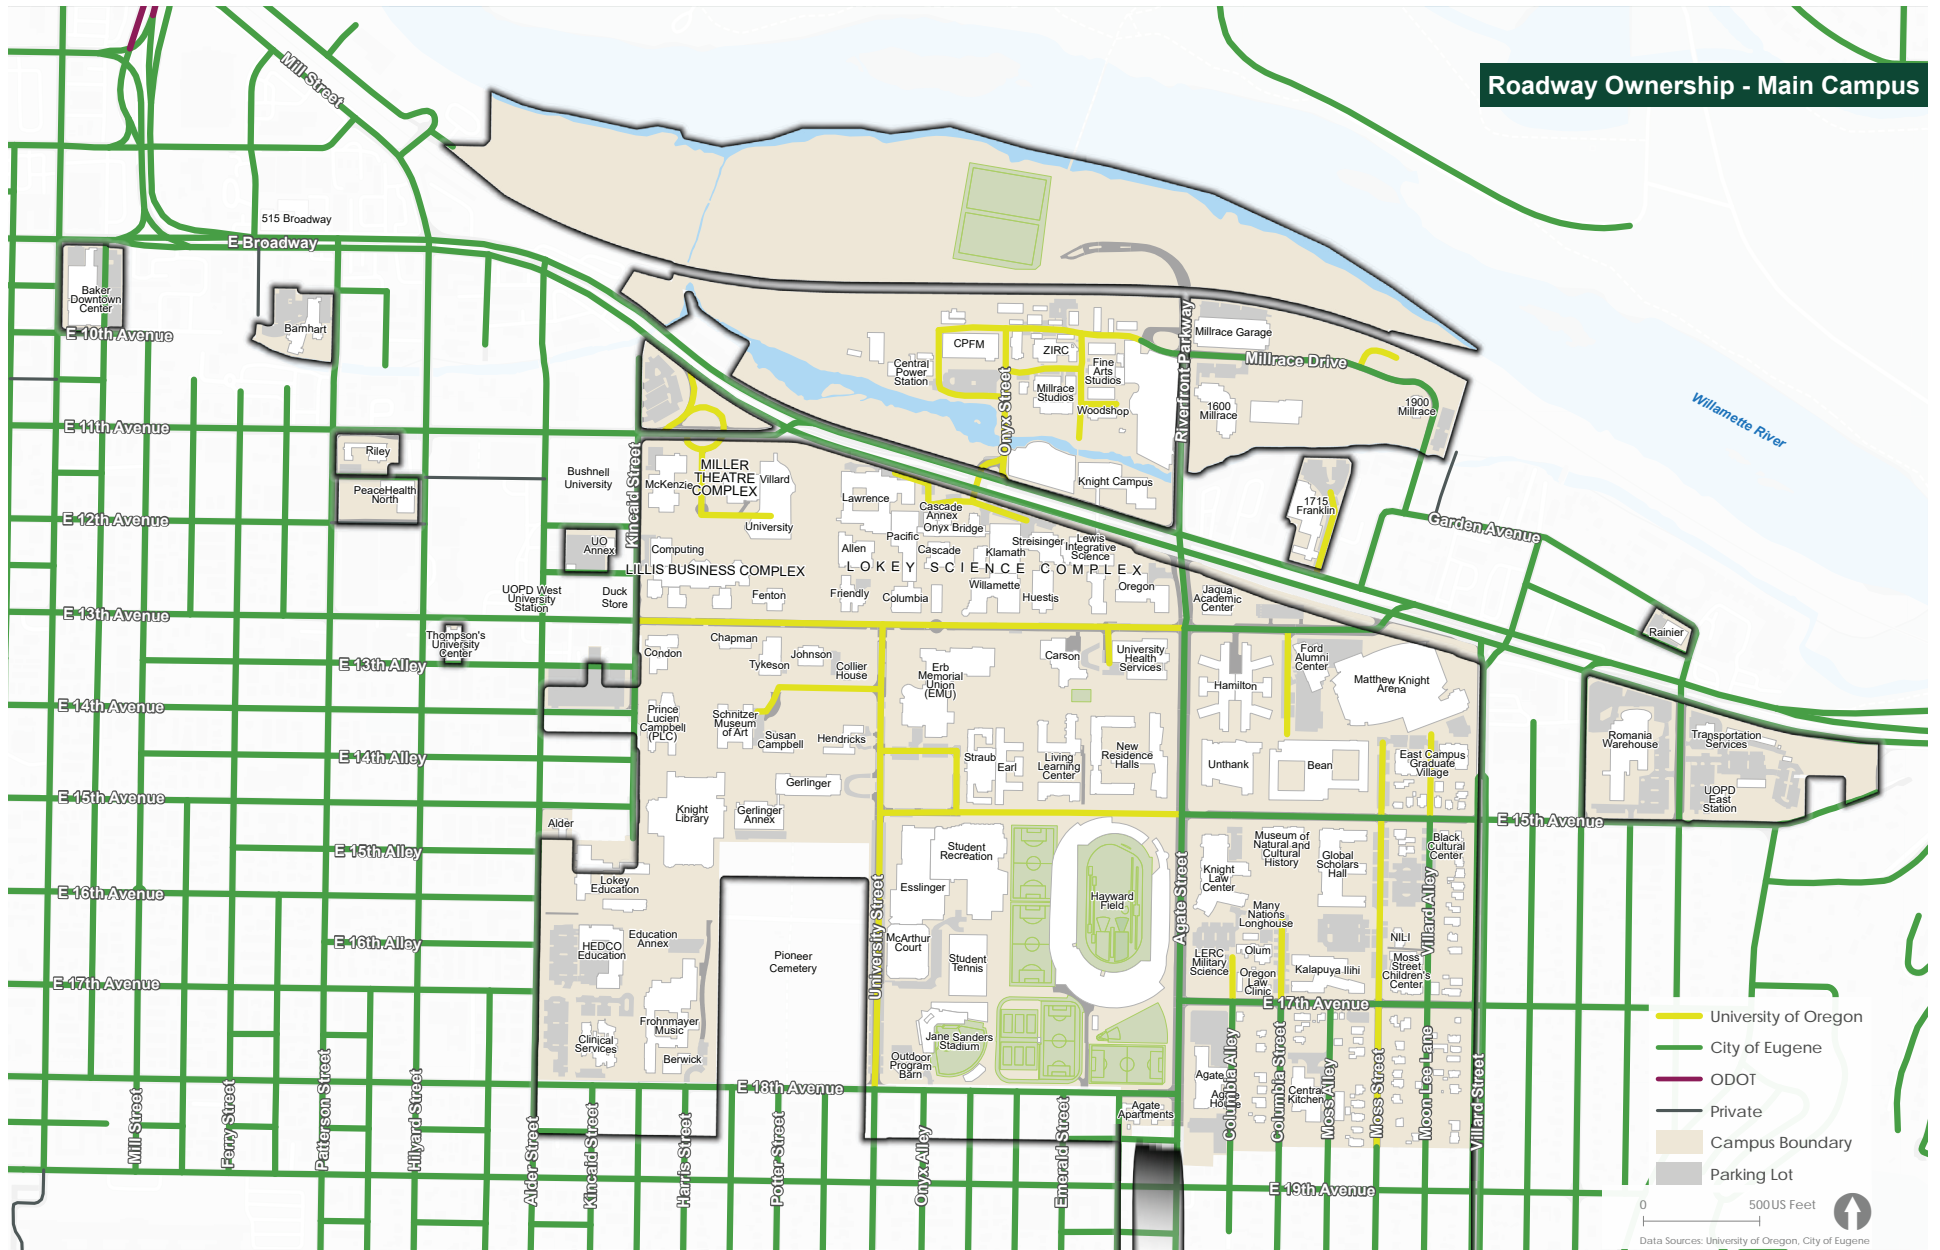 Roadway Ownership - Main Campus
Mill Street
515 Broadway
E Broadway
Baker
Downtown
Center
E 10th Avenue
Barnhart
CPFM
ZIRC
Central
Power
Station
Fine
Arts
Studios
Millrace
Studios
Woodshop
Onyx Street
Riverfront Parkway
Millrace Garage
Millrace Drive
1600
Millrace
1900
Millrace
Willamette River
E 11th Avenue
Riley
PeaceHealth
North
Bushnell
University
Kincaid Street
McKenzie
MILLER
THEATRE
COMPLEX
Villard
University
Lawrence
Cascade
Annex
Onyx Bridge
Knight Campus
1715
Franklin
Garden Avenue
E 12th Avenue
UO
Annex
Computing
LILLIS BUSINESS COMPLEX
Allen
Pacific
Cascade
Klamath
Streisinger
Lewis
Integrative
Science
LOKEY SCIENCE COMPLEX
UOPD West
University
Station
Duck
Store
Fenton
Friendly
Columbia
Willamette
Huestis
Oregon
Jaqua
Academic
Center
E 13th Avenue
Thompson's
University
Center
E 13th Alley
Condon
Chapman
Tykeson
Johnson
Collier
House
Erb
Memorial
Union
(EMU)
Carson
University
Health
Services
Hamilton
Ford
Alumni
Center
Matthew Knight
Arena
Rainier
E 14th Avenue
Prince
Lucien
Campbell
(PLC)
Schnitzer
Museum
of Art
Susan
Campbell
Hendricks
E 14th Alley
Straub
Earl
Living
Learning
Center
New
Residence
Halls
Unthank
Bean
East Campus
Graduate
Village
Romania
Warehouse
Transportation
Services
UOPD
East
Station
E 15th Avenue
Gerlinger
Knight
Library
Gerlinger
Annex
E 15th Avenue
Alder
E 15th Alley
Lokey
Education
Student
Recreation
Esslinger
Hayward
Field
Agate Street
Knight
Law
Center
Museum of
Natural and
Cultural
History
Global
Scholars
Hall
Black
Cultural
Center
Villard Alley
E 16th Avenue
E 16th Alley
HEDCO
Education
Education
Annex
Pioneer
Cemetery
University Street
McArthur
Court
Student
Tennis
Many
Nations
Longhouse
LERC
Military
Science
Olum
Oregon
Law
Clinic
Kalapuya Ilihi
NILI
Moss
Street
Children's
Center
E 17th Avenue
E 17th Avenue
Clinical
Services
Frohnmayer
Music
Berwick
Outdoor
Program
Barn
Jane Sanders
Stadium
Agate
Agate
House
Central
Kitchen
E 18th Avenue
Agate
Apartments
Mill Street
Ferry Street
Patterson Street
Hilyard Street
Alder Street
Kincaid Street
Harris Street
Potter Street
Onyx Alley
Emerald Street
Columbia Alley
Columbia Street
Moss Alley
Moss Street
Moon Lee Lane
Villard Street
E 19th Avenue
University of Oregon
City of Eugene
ODOT
Private
Campus Boundary
Parking Lot
0 500 US Feet
Data Sources: University of Oregon, City of Eugene